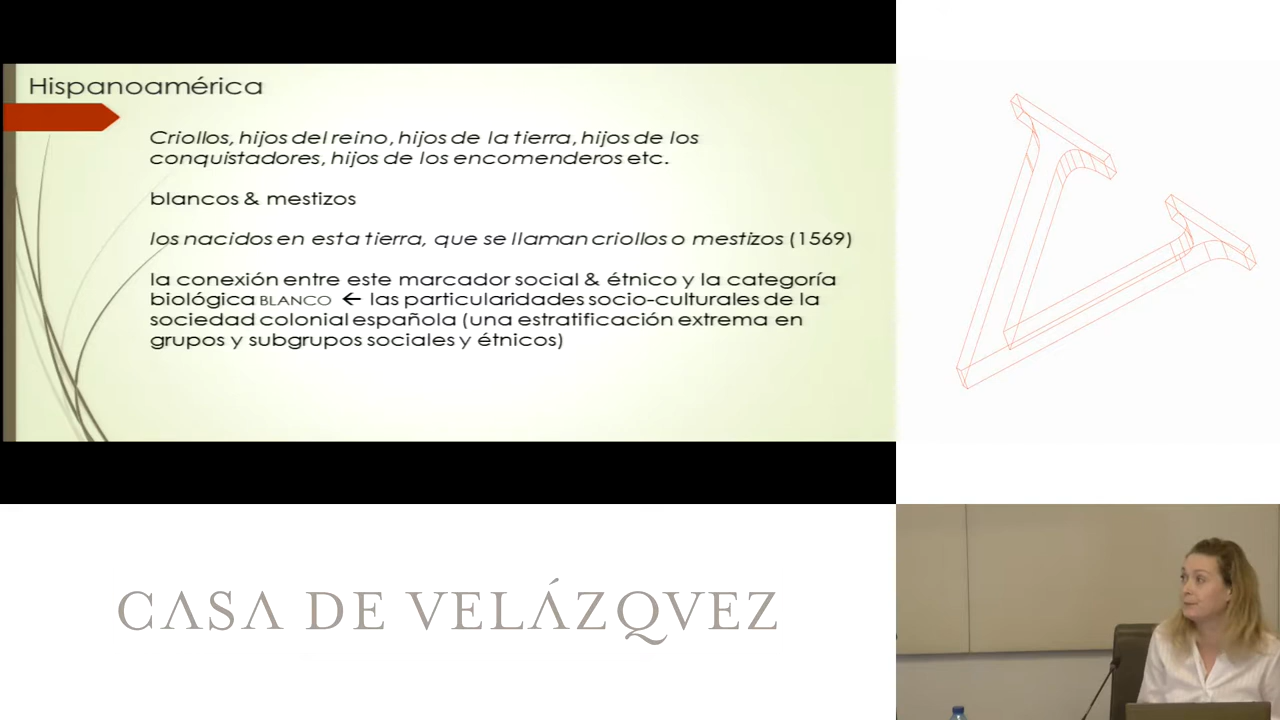 Hispanoamérica
Criollos, hijos del reino, hijos de la tierra, hijos de los
conquistadores, hijos de los encomenderos etc.
blancos & mestizos
los nacidos en esta tierra, que se llaman criollos o mestizos (1569)
la conexión entre este marcador social & étnico y la categoría
biológica BLANCO ← las particularidades socio-culturales de la
sociedad colonial española (una estratificación extrema en
grupos y subgrupos sociales y étnicos)
CASA DE VELÁZQVEZ